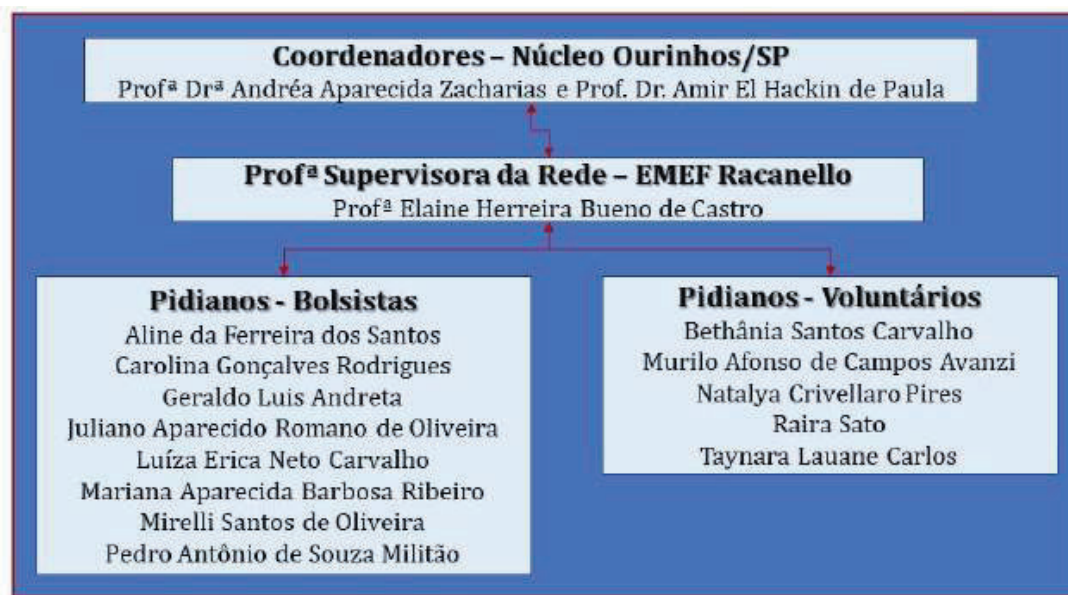 Coordenadores – Núcleo Ourinhos/SP
Profª Drª Andréa Aparecida Zacharias e Prof. Dr. Amir El Hackin de Paula
Profª Supervisora da Rede – EMEF Racanello
Profª Elaine Herreira Bueno de Castro
Pidianos - Bolsistas
Aline da Ferreira dos Santos
Carolina Gonçalves Rodrigues
Geraldo Luis Andreta
Juliano Aparecido Romano de Oliveira
Luíza Erica Neto Carvalho
Mariana Aparecida Barbosa Ribeiro
Mirelli Santos de Oliveira
Pedro Antônio de Souza Militão
Pidianos - Voluntários
Bethânia Santos Carvalho
Murilo Afonso de Campos Avanzi
Natalya Crivellaro Pires
Raira Sato
Taynara Lauane Carlos